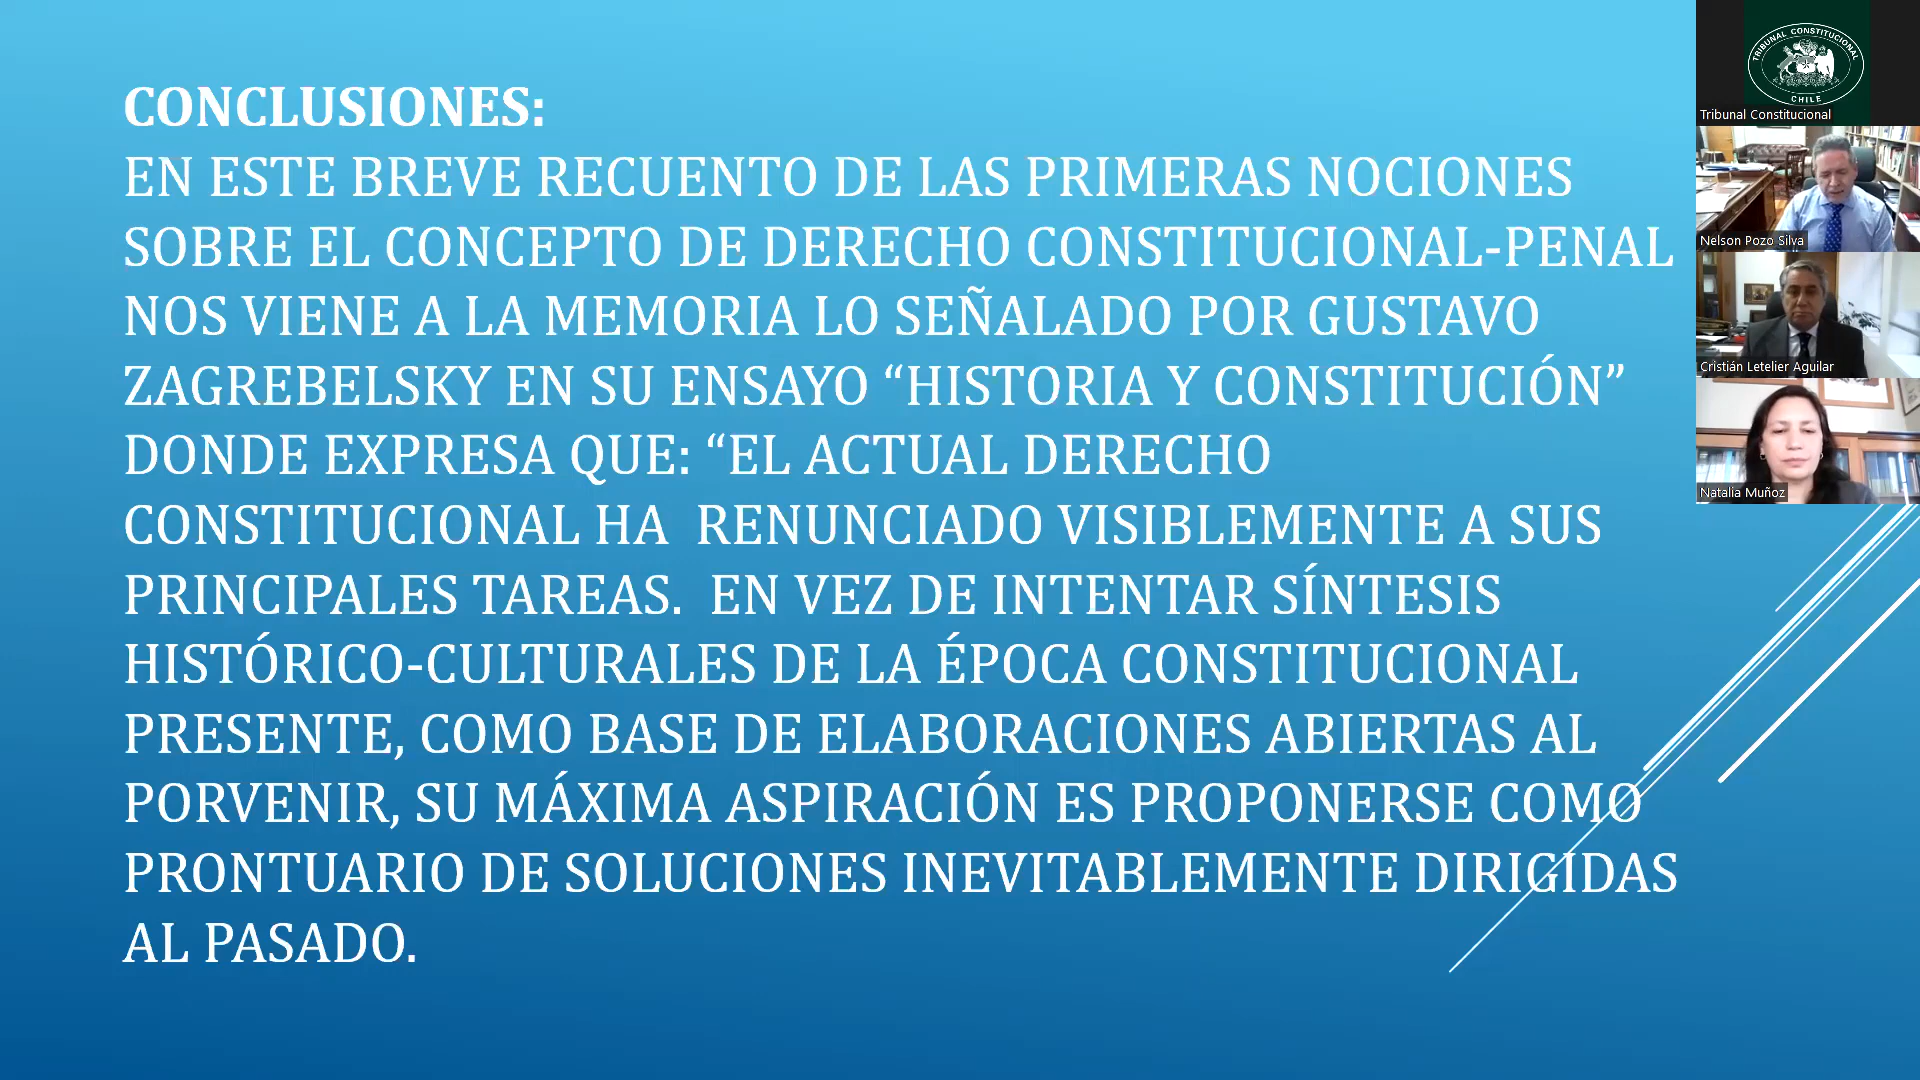 CONCLUSIONES:
EN ESTE BREVE RECUENTO DE LAS PRIMERAS NOCIONES
SOBRE EL CONCEPTO DE DERECHO CONSTITUCIONAL-PENAL
NOS VIENE A LA MEMORIA LO SEÑALADO POR GUSTAVO
ZAGREBELSKY EN SU ENSAYO “HISTORIA Y CONSTITUCIÓN”
DONDE EXPRESA QUE: “EL ACTUAL DERECHO
CONSTITUCIONAL HA  RENUNCIADO VISIBLEMENTE A SUS
PRINCIPALES TAREAS.  EN VEZ DE INTENTAR SÍNTESIS
HISTÓRICO-CULTURALES DE LA ÉPOCA CONSTITUCIONAL
PRESENTE, COMO BASE DE ELABORACIONES ABIERTAS AL
PORVENIR, SU MÁXIMA ASPIRACIÓN ES PROPONERSE COMO
PRONTUARIO DE SOLUCIONES INEVITABLEMENTE DIRIGIDAS
AL PASADO.
TRIBUNAL CONSTITUCIONAL
CHILE
Tribunal Constitucional
Nelson Pozo Silva
Cristián Letelier Aguilar
Natalia Muñoz